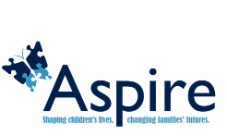 Aspire
Shaping children's lives, changing families' futures.